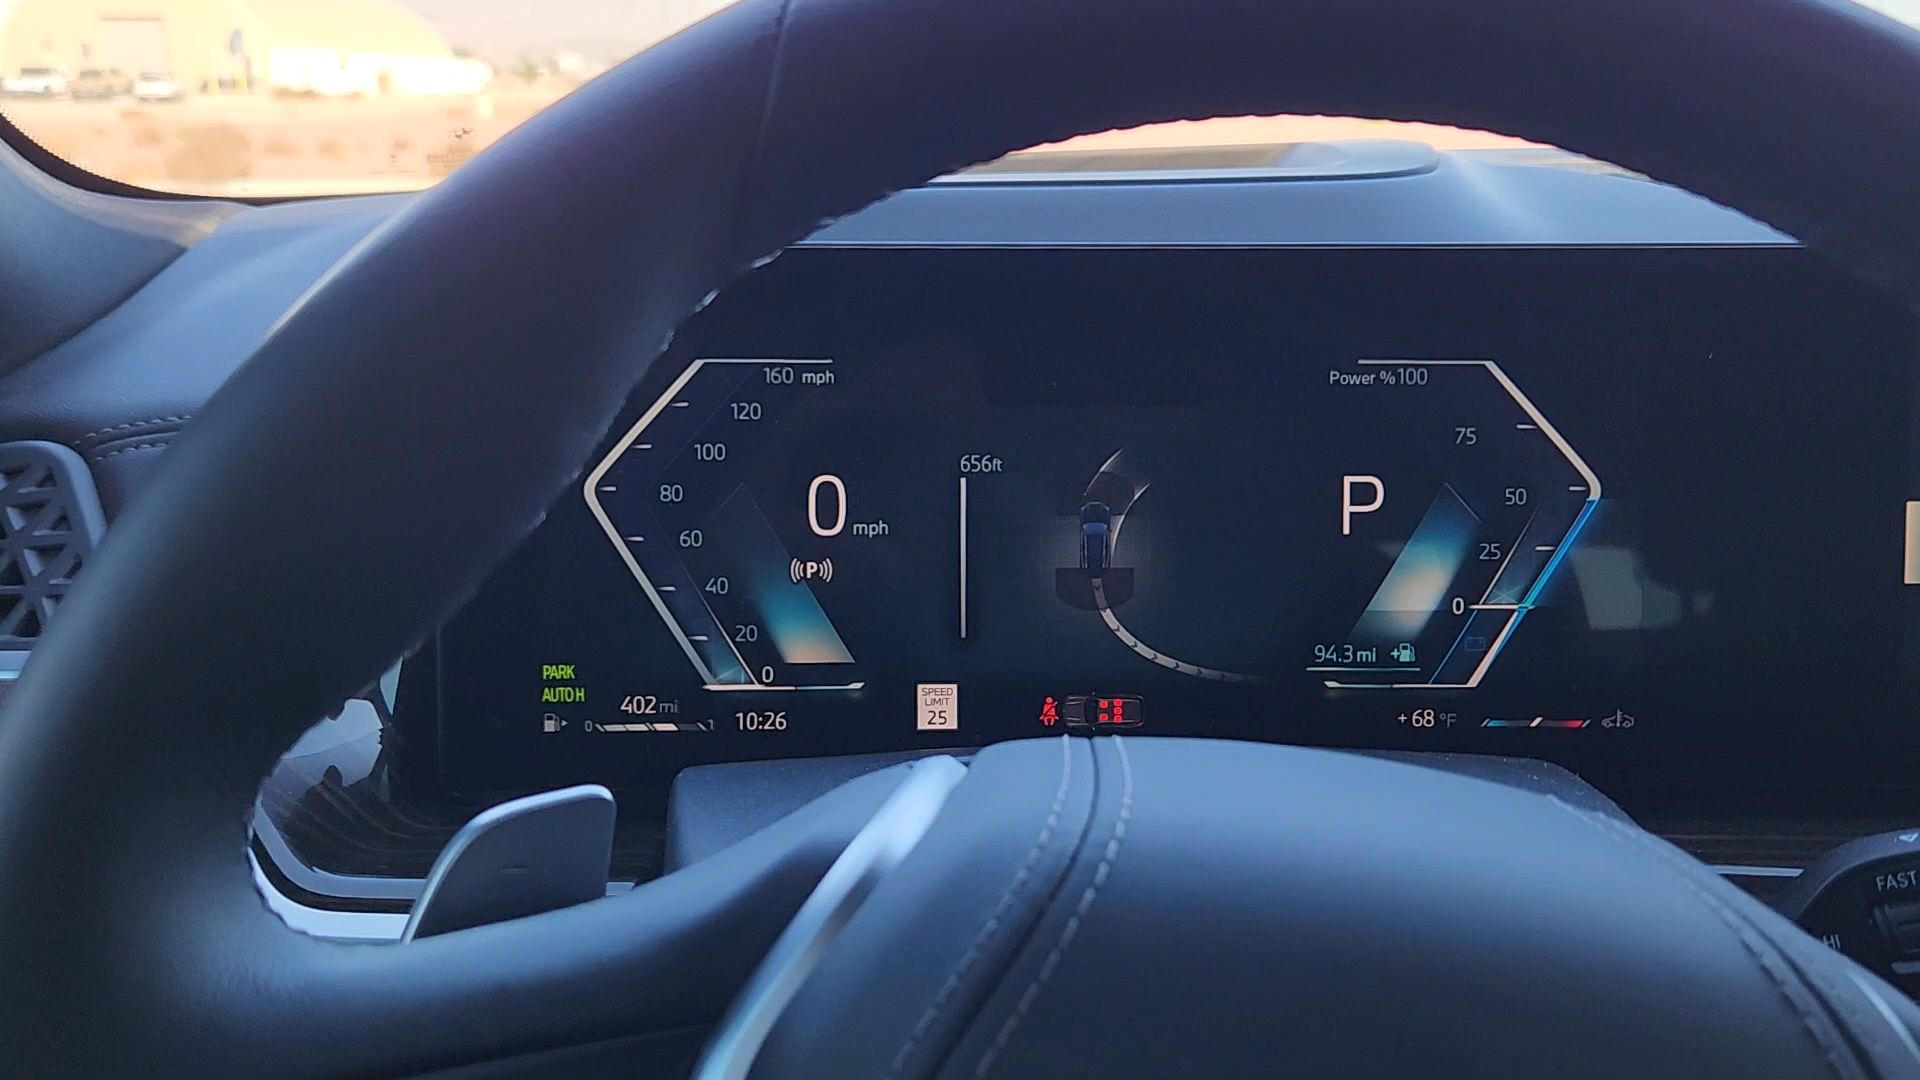 160 mph
120
100
80
60
40
20
0
0 mph
((P))
656ft
Power %100
75
50
25
0
P
94.3 mi +
PARK
AUTO H
402 mi
0 1
10:26
SPEED
LIMIT
25
+68 °F
FAST
HI